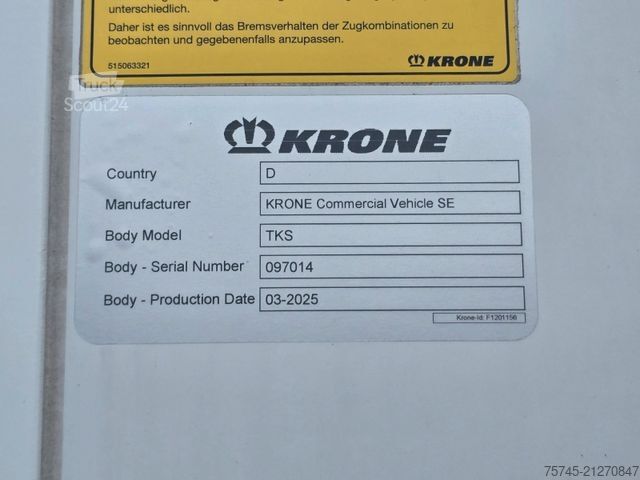 unterschiedlich.
Daher ist es sinnvoll das Bremsverhalten der Zugkombinationen zu
beobachten und gegebenenfalls anzupassen.
515063321
KRONE
Truck
Scout24
KRONE
Country D
Manufacturer KRONE Commercial Vehicle SE
Body Model TKS
Body - Serial Number 097014
Body - Production Date 03-2025
Krone-Id: F1201156
75745-21270847